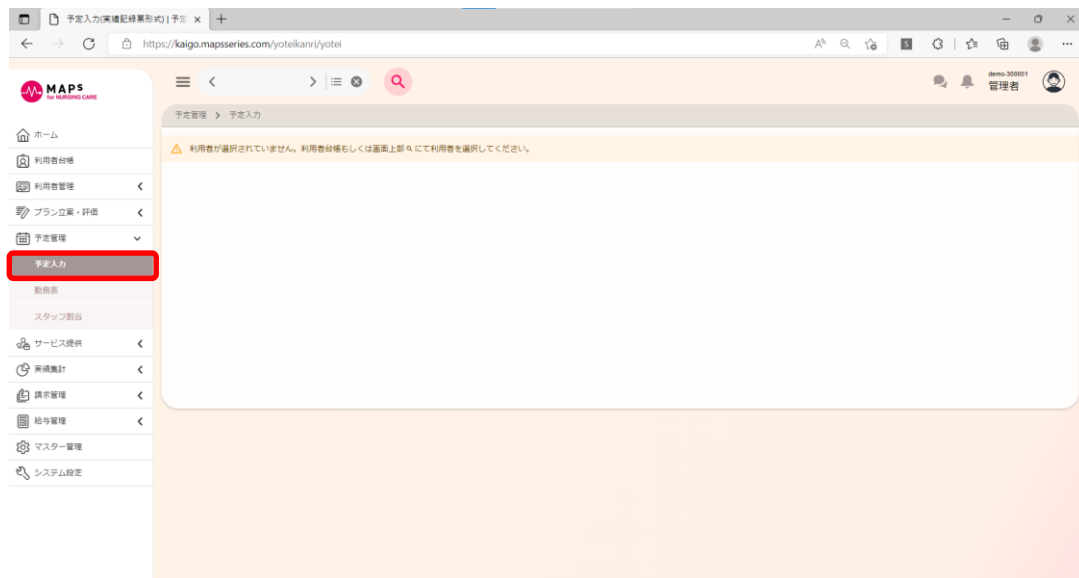 予定入力(実績記録票形式) | 予定
https://kaigo.mapsseries.com/yoteikanri/yotei
MAPS
for NURSING CARE
demo-300001
管理者
予定管理 > 予定入力
利用者が選択されていません。利用者台帳もしくは画面上部 にて利用者を選択してください。
ホーム
利用者台帳
利用者管理
プラン立案・評価
予定管理
予定入力
勤務表
スタッフ割当
サービス提供
実績集計
請求管理
給与管理
マスター管理
システム設定